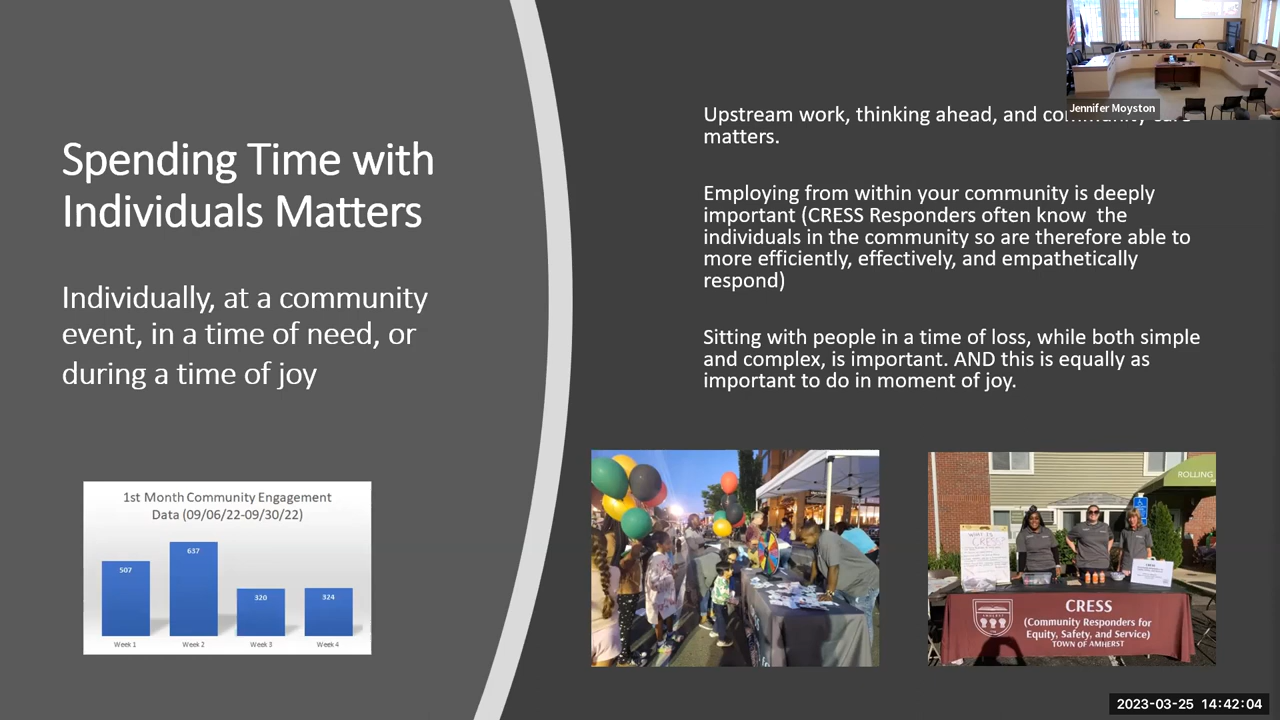 Spending Time with
Individuals Matters
Individually, at a community
event, in a time of need, or
during a time of joy
1st Month Community Engagement
Data (09/06/22-09/30/22)
507
637
320
324
Week 1
Week 2
Week 3
Week 4
Jennifer Moyston
Upstream work, thinking ahead, and
matters.
Employing from within your community is deeply
important (CRESS Responders often know the
individuals in the community so are therefore able to
more efficiently, effectively, and empathetically
respond)
Sitting with people in a time of loss, while both simple
and complex, is important. AND this is equally as
important to do in moment of joy.
ROLLING
WHAT IS
CRESS
CRESS
(Community Responders for
Equity, Safety, and Service)
TOWN OF AMHERST
2023-03-25 14:42:04